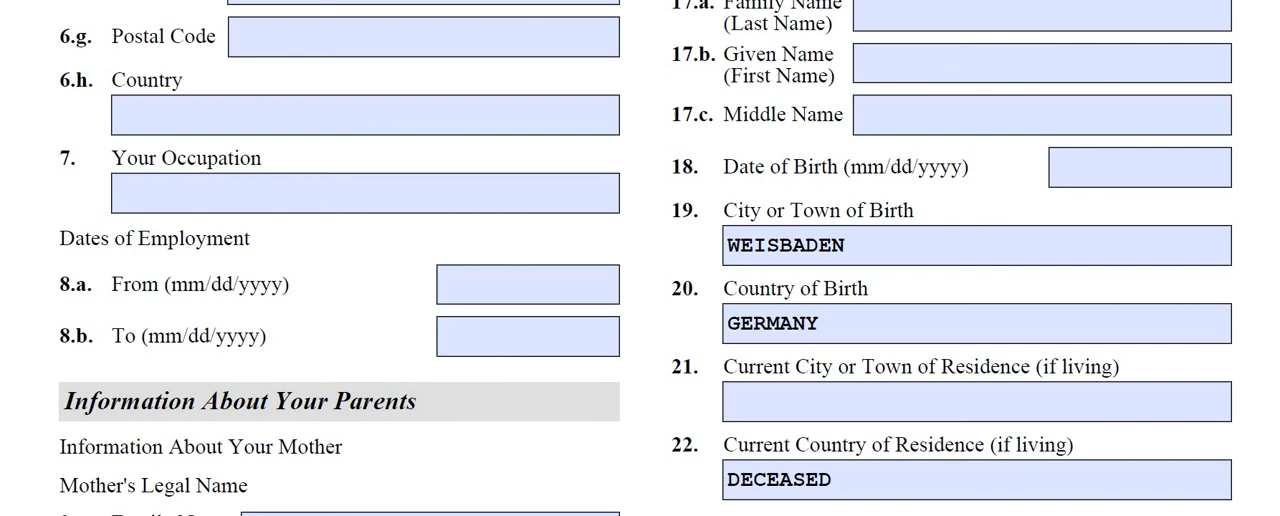 6.g. Postal Code
6.h. Country
7. Your Occupation
Dates of Employment
8.a. From (mm/dd/yyyy)
8.b. To (mm/dd/yyyy)
Information About Your Parents
Information About Your Mother
Mother's Legal Name
17.a. Family Name
(Last Name)
17.b. Given Name
(First Name)
17.c. Middle Name
18. Date of Birth (mm/dd/yyyy)
19. City or Town of Birth
WEISBADEN
20. Country of Birth
GERMANY
21. Current City or Town of Residence (if living)
22. Current Country of Residence (if living)
DECEASED